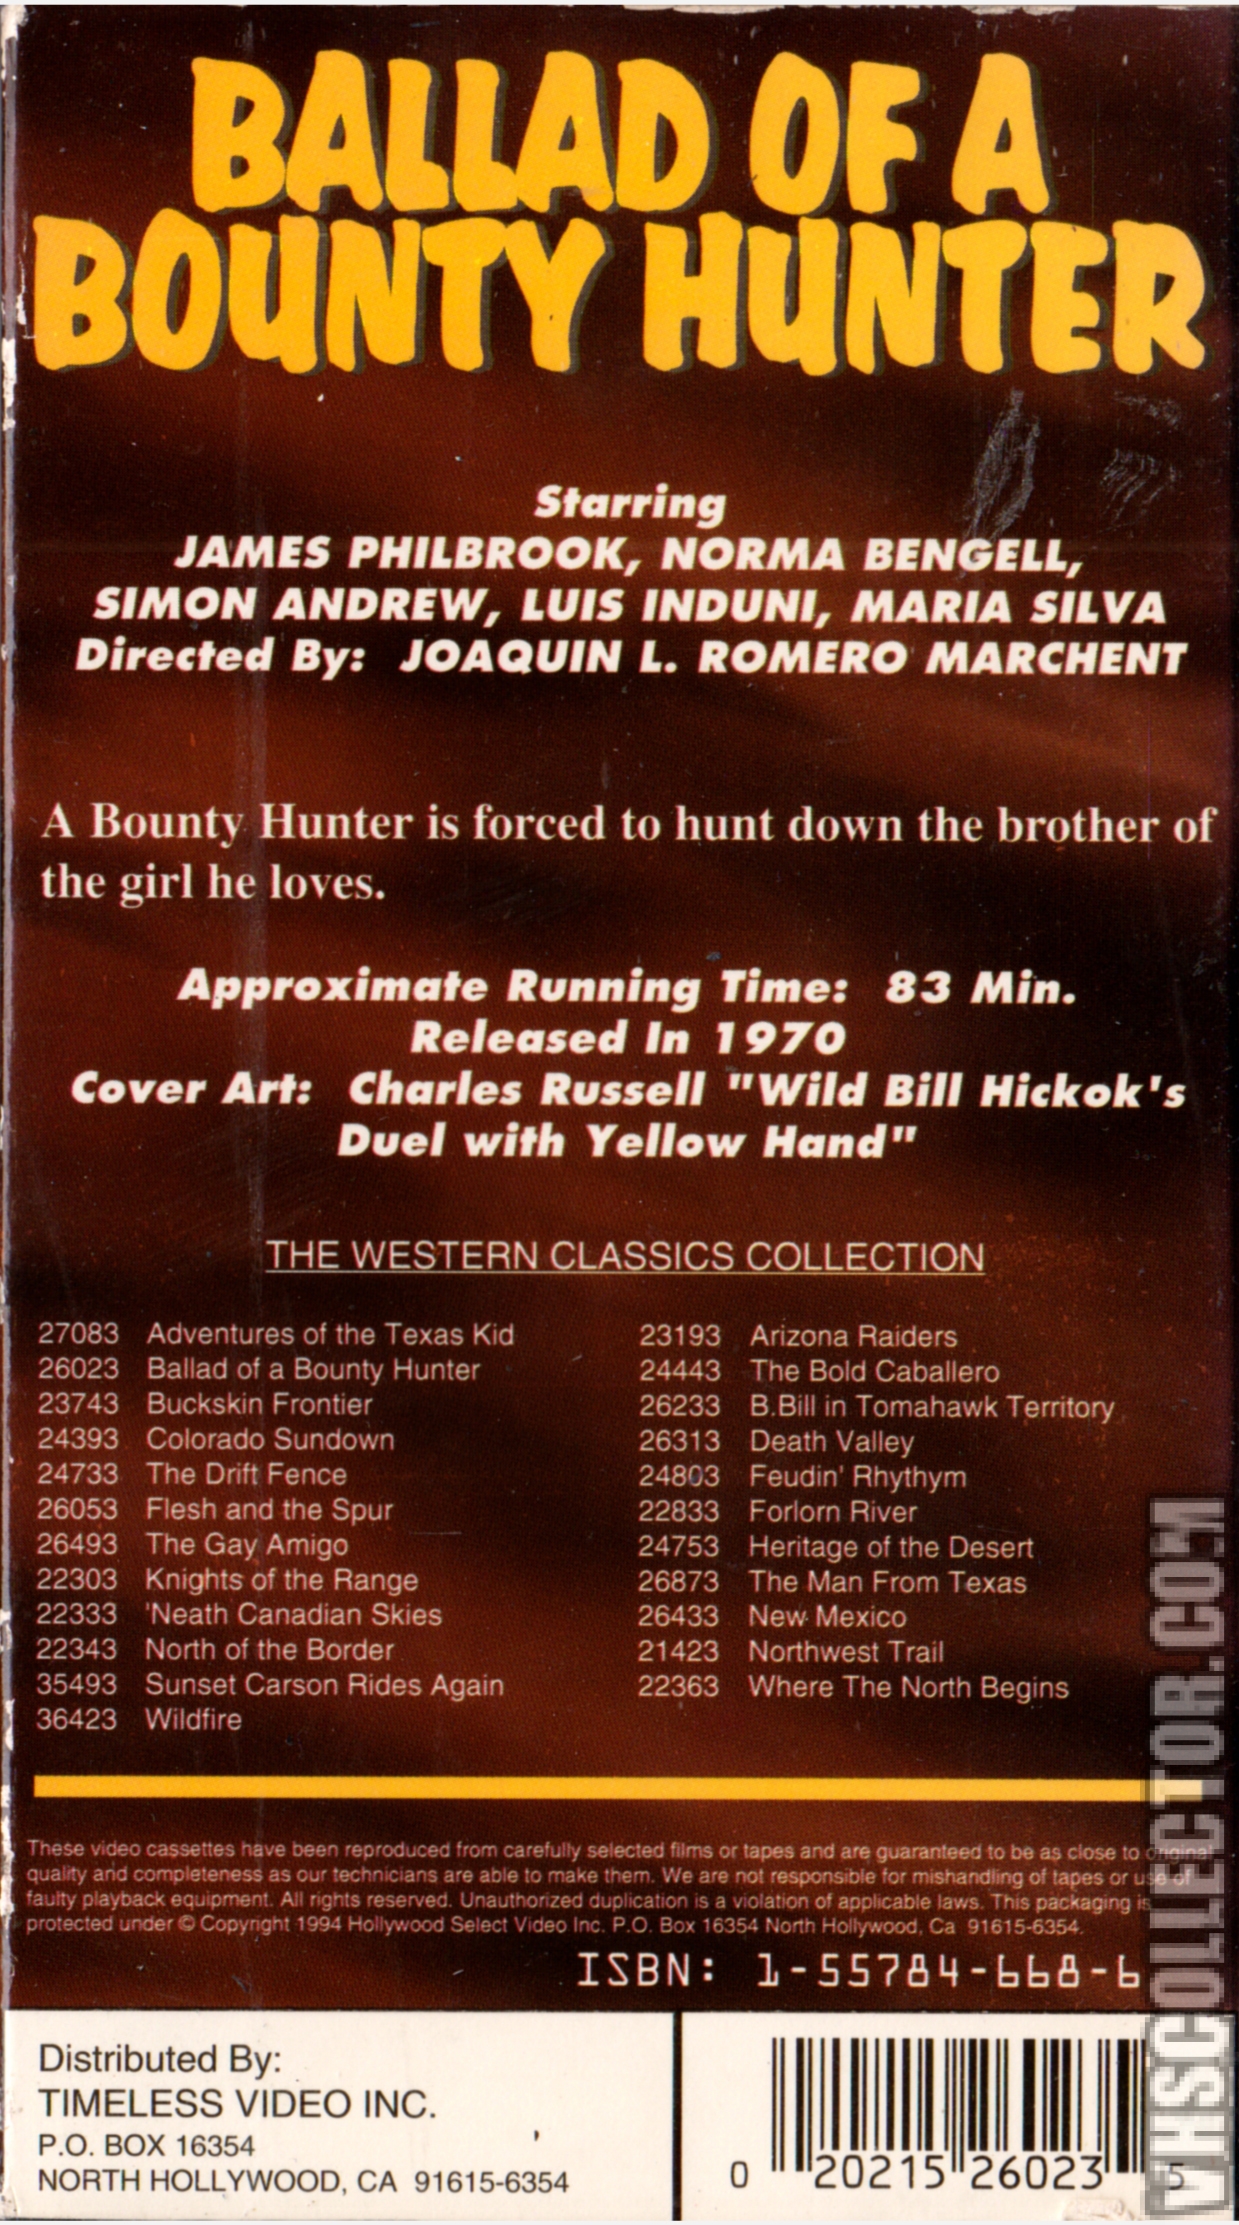 BALLAD OF A
BOUNTY HUNTER
Starring
JAMES PHILBROOK, NORMA BENGELL,
SIMON ANDREW, LUIS INDUNI, MARIA SILVA
Directed By: JOAQUIN L. ROMERO MARCHENT
A Bounty Hunter is forced to hunt down the brother of
the girl he loves.
Approximate Running Time: 83 Min.
Released In 1970
Cover Art: Charles Russell "Wild Bill Hickok's
Duel with Yellow Hand"
THE WESTERN CLASSICS COLLECTION
27083 Adventures of the Texas Kid
26023 Ballad of a Bounty Hunter
23743 Buckskin Frontier
24393 Colorado Sundown
24733 The Drift Fence
26053 Flesh and the Spur
26493 The Gay Amigo
22303 Knights of the Range
22333 'Neath Canadian Skies
22343 North of the Border
35493 Sunset Carson Rides Again
36423 Wildfire
23193 Arizona Raiders
24443 The Bold Caballero
26233 B.Bill in Tomahawk Territory
26313 Death Valley
24803 Feudin' Rhythym
22833 Forlorn River
24753 Heritage of the Desert
26873 The Man From Texas
26433 New Mexico
21423 Northwest Trail
22363 Where The North Begins
These video cassettes have been reproduced from carefully selected films or tapes and are guaranteed to be as close to original
quality and completeness as our technicians are able to make them. We are not responsible for mishandling of tapes or use of
faulty playback equipment. All rights reserved. Unauthorized duplication is a violation of applicable laws. This packaging is
protected under © Copyright 1994 Hollywood Select Video Inc. P.O. Box 16354 North Hollywood, Ca 91615-6354.
ISBN: 1-55784-668-6
Distributed By:
TIMELESS VIDEO INC.
P.O. BOX 16354
NORTH HOLLYWOOD, CA 91615-6354
0 20215 26023 5
VHSCOLLECTOR.COM